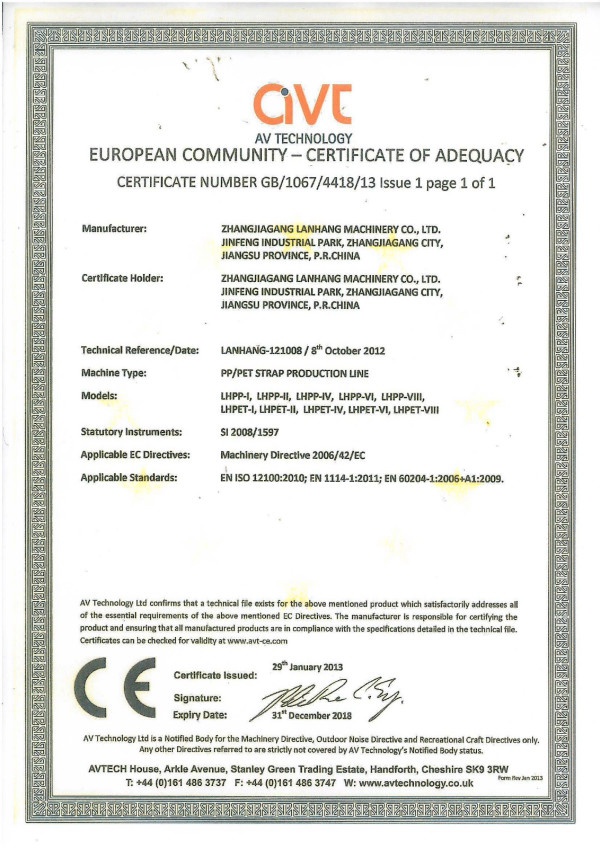 avt
AV TECHNOLOGY
EUROPEAN COMMUNITY – CERTIFICATE OF ADEQUACY
CERTIFICATE NUMBER GB/1067/4418/13 Issue 1 page 1 of 1
Manufacturer: ZHANGJIAGANG LANHANG MACHINERY CO., LTD.
JINFENG INDUSTRIAL PARK, ZHANGJIAGANG CITY,
JIANGSU PROVINCE, P.R.CHINA
Certificate Holder: ZHANGJIAGANG LANHANG MACHINERY CO., LTD.
JINFENG INDUSTRIAL PARK, ZHANGJIAGANG CITY,
JIANGSU PROVINCE, P.R.CHINA
Technical Reference/Date: LANHANG-121008 / 8th October 2012
Machine Type: PP/PET STRAP PRODUCTION LINE
Models: LHPP-I, LHPP-II, LHPP-IV, LHPP-VI, LHPP-VIII,
LHPET-I, LHPET-II, LHPET-IV, LHPET-VI, LHPET-VIII
Statutory Instruments: SI 2008/1597
Applicable EC Directives: Machinery Directive 2006/42/EC
Applicable Standards: EN ISO 12100:2010; EN 1114-1:2011; EN 60204-1:2006+A1:2009.
AV Technology Ltd confirms that a technical file exists for the above mentioned product which satisfactorily addresses all
of the essential requirements of the above mentioned EC Directives. The manufacturer is responsible for certifying the
product and ensuring that all manufactured products are in compliance with the specifications detailed in the technical file.
Certificates can be checked for validity at www.avt-ce.com
CE
Certificate Issued: 29th January 2013
Signature:
Expiry Date: 31st December 2018
AV Technology Ltd is a Notified Body for the Machinery Directive, Outdoor Noise Directive and Recreational Craft Directives only.
Any other Directives referred to are strictly not covered by AV Technology's Notified Body status.
AVTECH House, Arkle Avenue, Stanley Green Trading Estate, Handforth, Cheshire SK9 3RW
Form Rev Jan 2013
T: +44 (0)161 486 3737 F: +44 (0)161 486 3747 W: www.avtechnology.co.uk